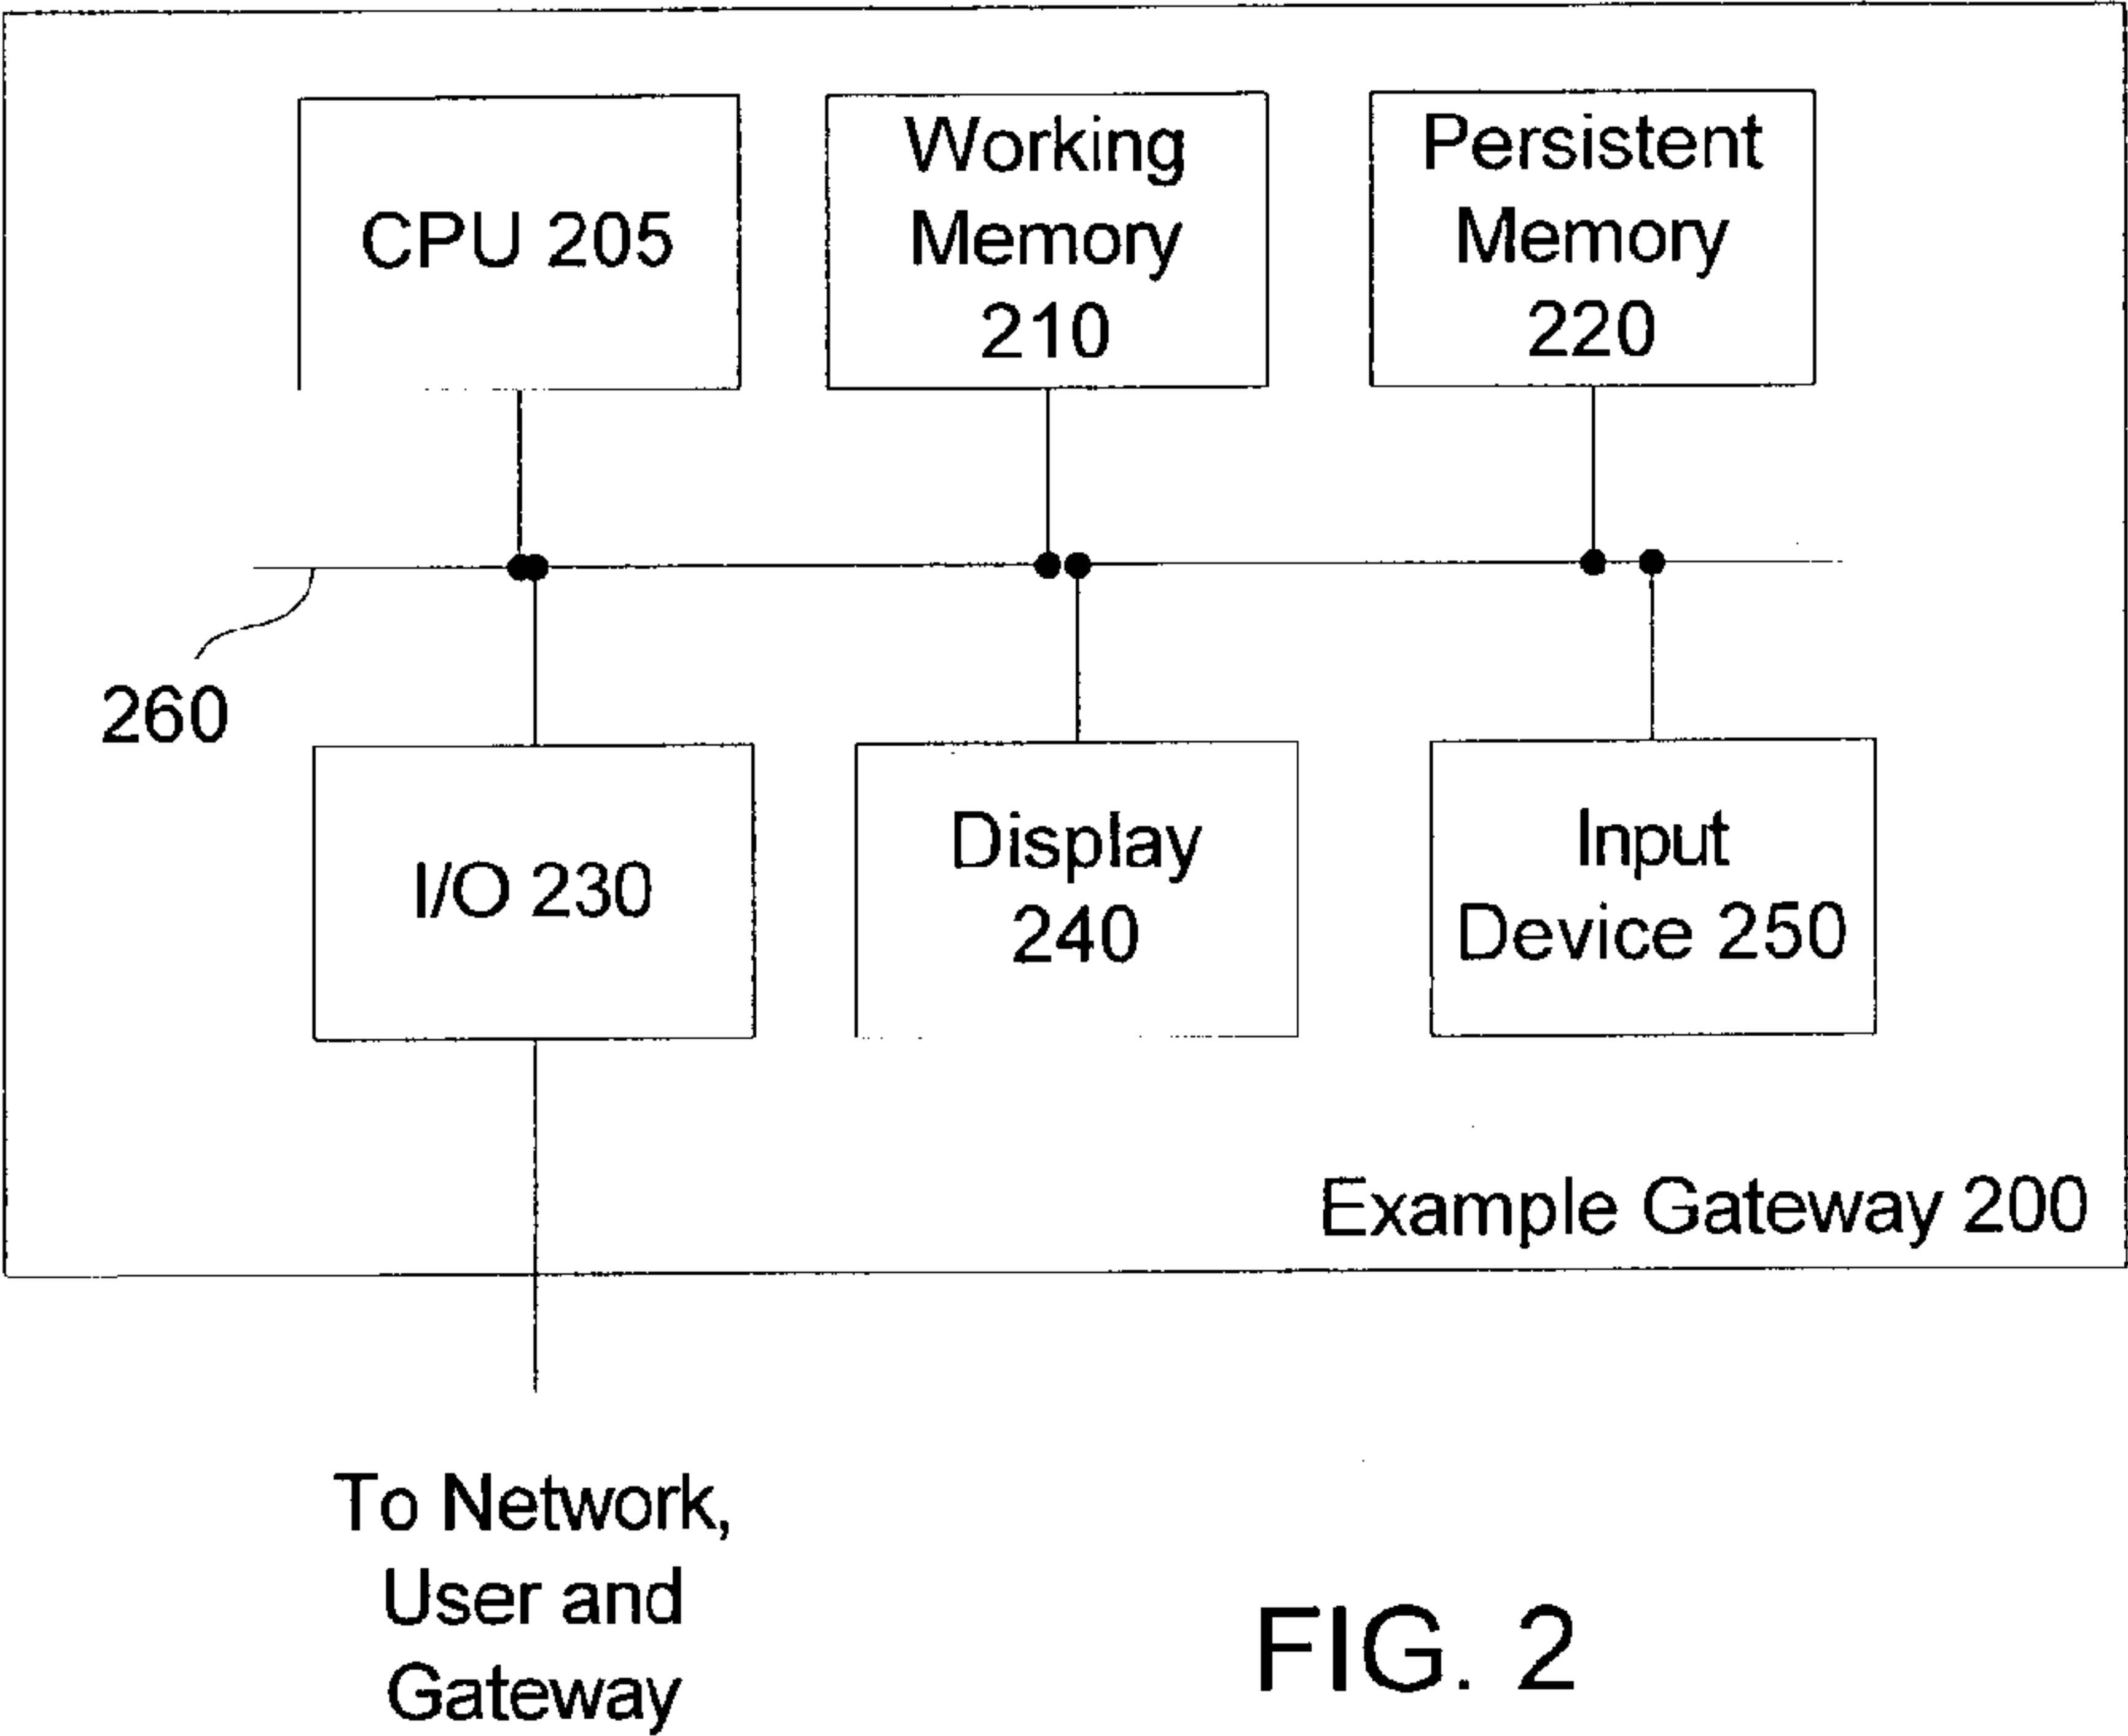 CPU 205
Working
Memory
210
Persistent
Memory
220
260
I/O 230
Display
240
Input
Device 250
Example Gateway 200
To Network,
User and
Gateway
FIG. 2